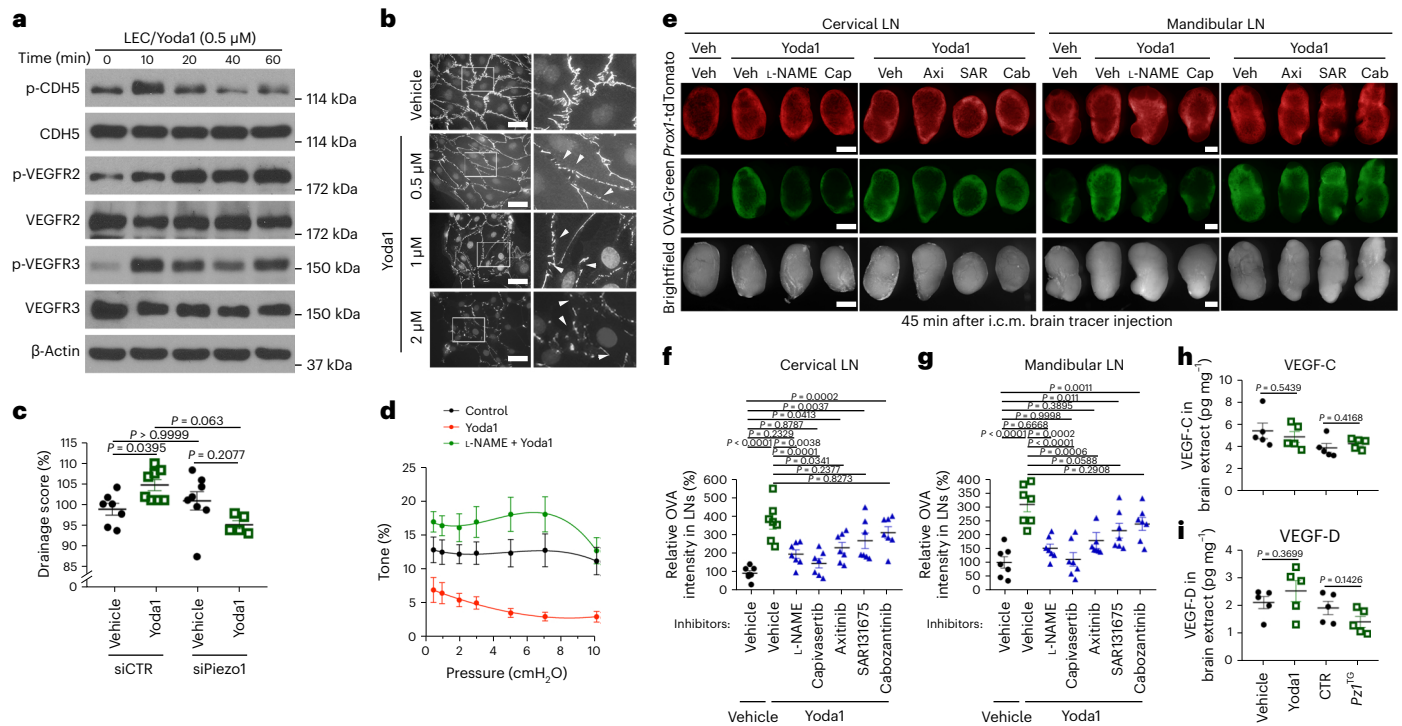 a
LEC/Yoda1 (0.5 µM)
Time (min) 0 10 20 40 60
p-CDH5
114 kDa
CDH5
114 kDa
p-VEGFR2
172 kDa
VEGFR2
172 kDa
p-VEGFR3
150 kDa
VEGFR3
150 kDa
β-Actin
37 kDa
b
Vehicle
0.5 µM
1 µM
2 µM
Yoda1
c
P = 0.063
P > 0.9999
P = 0.0395
P = 0.2077
Drainage score (%)
115
110
105
100
95
90
85
0
Vehicle
Yoda1
Vehicle
Yoda1
siCTR
siPiezo1
d
Control
Yoda1
L-NAME + Yoda1
Tone (%)
25
20
15
10
5
0
0 2 4 6 8 10
Pressure (cmH2O)
e
Cervical LN
Mandibular LN
Veh Yoda1 Yoda1 Veh Yoda1 Yoda1
Veh Veh L-NAME Cap Veh Axi SAR Cab Veh Veh L-NAME Cap Veh Axi SAR Cab
Prox1-tdTomato
OVA-Green
Brightfield
45 min after i.c.m. brain tracer injection
f
Cervical LN
P = 0.0002
P = 0.0037
P = 0.0413
P = 0.8787
P = 0.2329
P < 0.0001
P = 0.0038
P = 0.0001
P = 0.0341
P = 0.2377
P = 0.8273
Relative OVA
intensity in LNs (%)
600
500
400
300
200
100
0
Inhibitors:
Vehicle
Vehicle
L-NAME
Capivasertib
Axitinib
SAR131675
Cabozantinib
Vehicle
Yoda1
g
Mandibular LN
P = 0.0011
P = 0.011
P = 0.3895
P = 0.9998
P = 0.6668
P < 0.0001
P = 0.0002
P < 0.0001
P = 0.0006
P = 0.0588
P = 0.2908
Relative OVA
intensity in LNs (%)
400
350
300
250
200
150
100
50
0
Inhibitors:
Vehicle
Vehicle
L-NAME
Capivasertib
Axitinib
SAR131675
Cabozantinib
Vehicle
Yoda1
h
VEGF-C
P = 0.5439
P = 0.4168
VEGF-C in
brain extract (pg mg−1)
10
8
6
4
2
0
i
VEGF-D
P = 0.3699
P = 0.1426
VEGF-D in
brain extract (pg mg−1)
4
3
2
1
0
Vehicle
Yoda1
CTR
Pz1TG